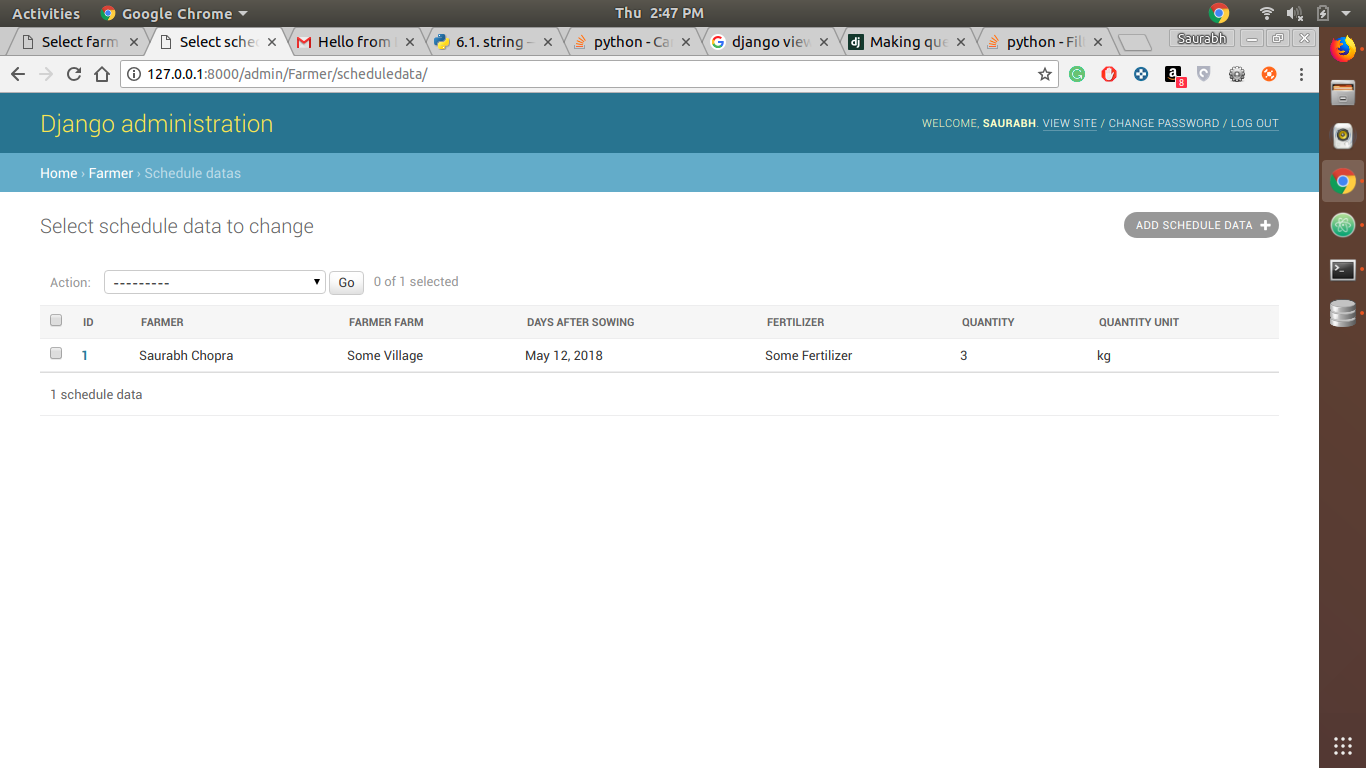 Activities Google Chrome Thu 2:47 PM
Select farm Select sche Hello from 6.1. string – python - Ca django view Making que python - Fil Saurabh
127.0.0.1:8000/admin/Farmer/scheduledata/ 8
Django administration
WELCOME, SAURABH. VIEW SITE / CHANGE PASSWORD / LOG OUT
Home › Farmer › Schedule datas
Select schedule data to change
ADD SCHEDULE DATA
Action: --------- Go 0 of 1 selected
ID FARMER FARMER FARM DAYS AFTER SOWING FERTILIZER QUANTITY QUANTITY UNIT
1 Saurabh Chopra Some Village May 12, 2018 Some Fertilizer 3 kg
1 schedule data